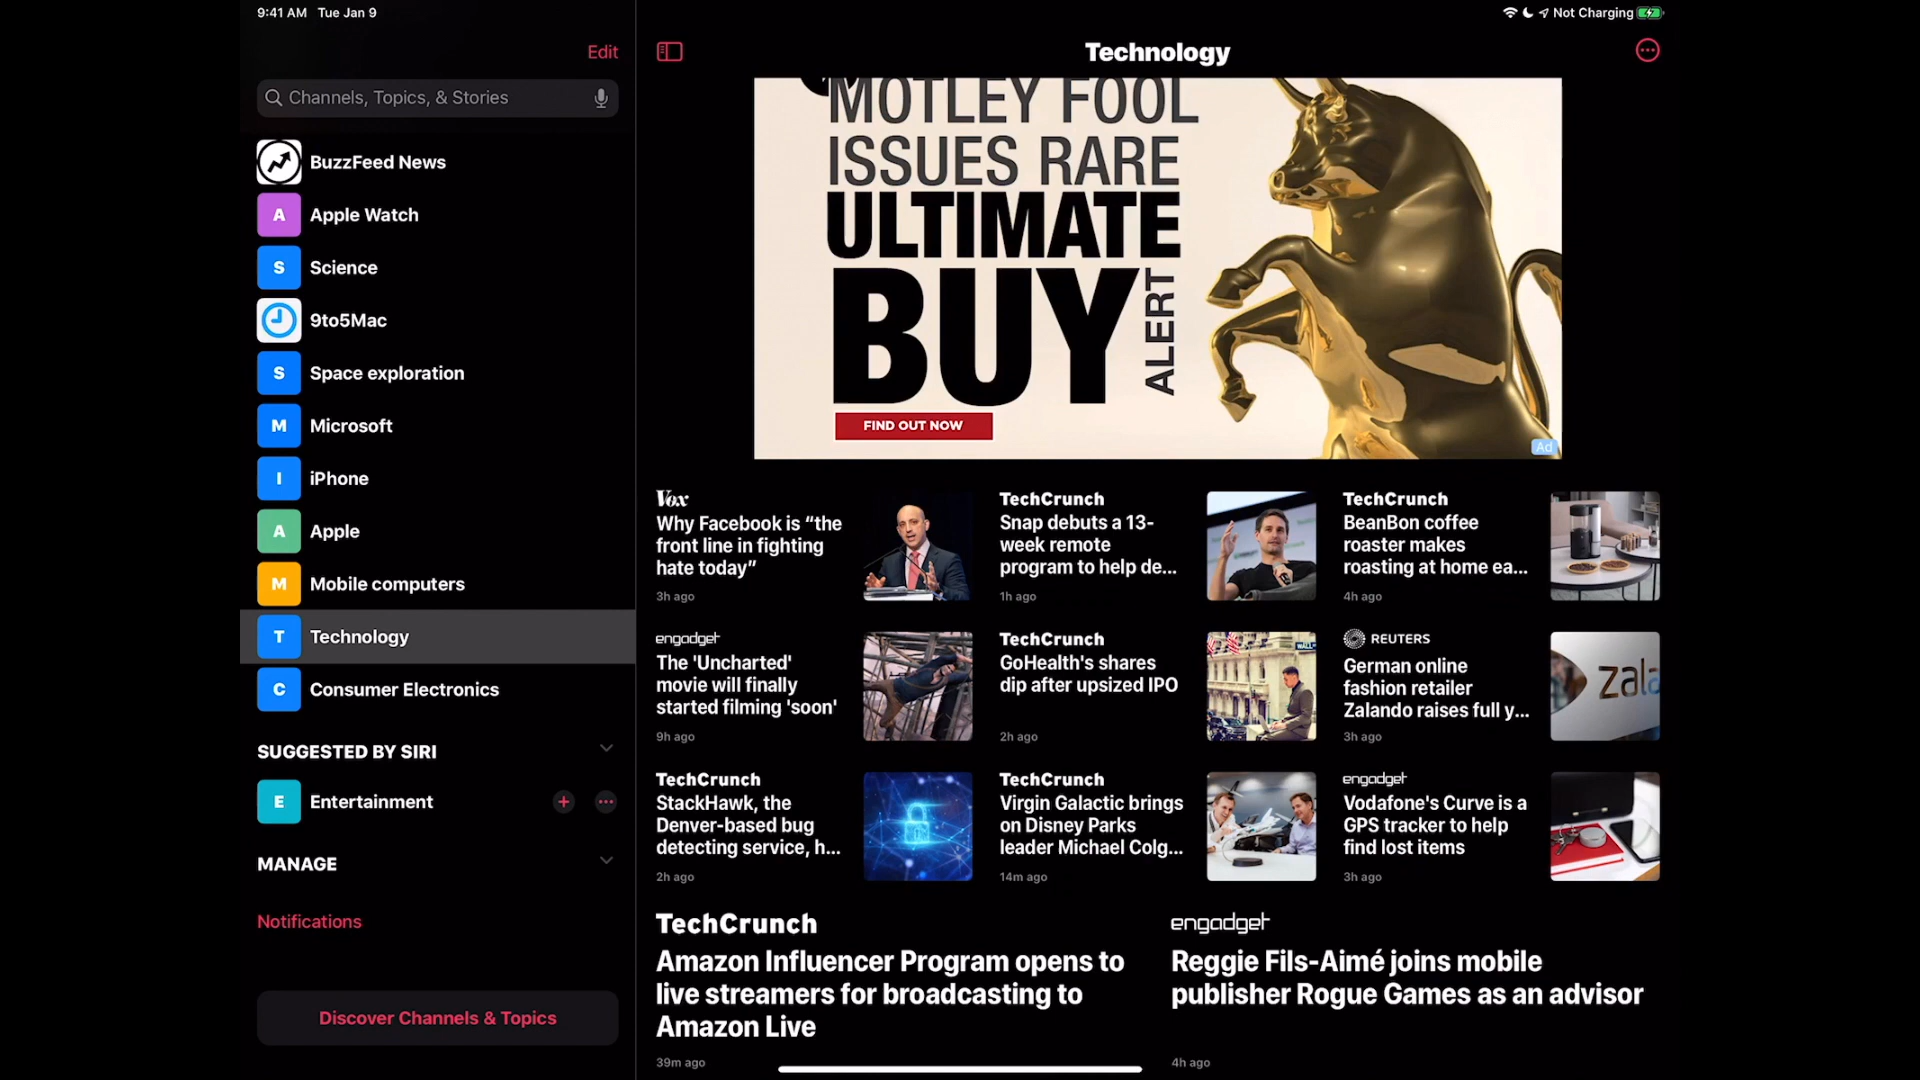 9:41 AM Tue Jan 9
Not Charging
Edit
Channels, Topics, & Stories
BuzzFeed News
A
Apple Watch
S
Science
9to5Mac
S
Space exploration
M
Microsoft
I
iPhone
A
Apple
M
Mobile computers
T
Technology
C
Consumer Electronics
SUGGESTED BY SIRI
E
Entertainment
MANAGE
Notifications
Discover Channels & Topics
Technology
MOTLEY FOOL
ISSUES RARE
ULTIMATE
BUY
ALERT
FIND OUT NOW
Ad
Vox
Why Facebook is “the
front line in fighting
hate today”
3h ago
TechCrunch
Snap debuts a 13-
week remote
program to help de...
1h ago
TechCrunch
BeanBon coffee
roaster makes
roasting at home ea...
4h ago
engadget
The 'Uncharted'
movie will finally
started filming 'soon'
9h ago
TechCrunch
GoHealth's shares
dip after upsized IPO
2h ago
WALL
REUTERS
German online
fashion retailer
Zalando raises full y...
3h ago
zala
TechCrunch
StackHawk, the
Denver-based bug
detecting service, h...
2h ago
TechCrunch
Virgin Galactic brings
on Disney Parks
leader Michael Colg...
14m ago
engadget
Vodafone's Curve is a
GPS tracker to help
find lost items
3h ago
TechCrunch
Amazon Influencer Program opens to
live streamers for broadcasting to
Amazon Live
39m ago
engadget
Reggie Fils-Aimé joins mobile
publisher Rogue Games as an advisor
4h ago